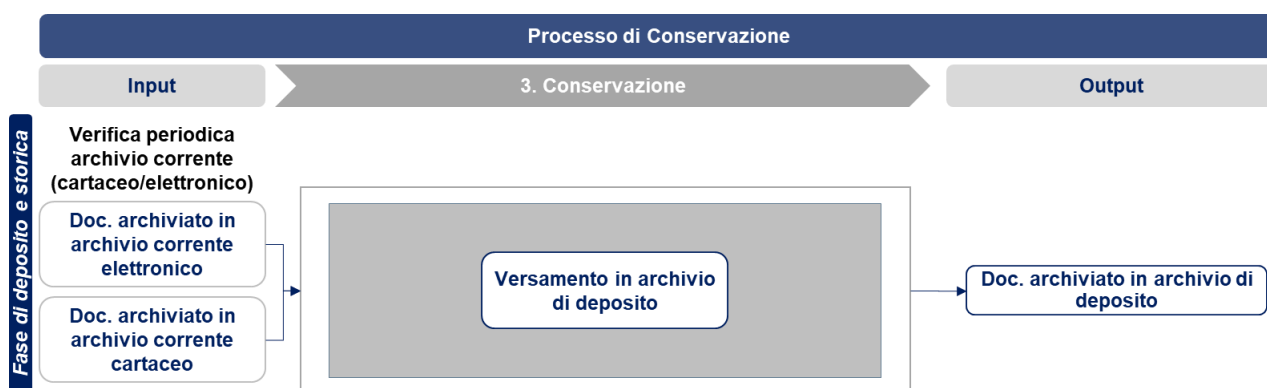 Processo di Conservazione
Input
3. Conservazione
Output
Fase di deposito e storica
Verifica periodica
archivio corrente
(cartaceo/elettronico)
Doc. archiviato in
archivio corrente
elettronico
Doc. archiviato in
archivio corrente
cartaceo
Versamento in archivio
di deposito
Doc. archiviato in archivio di
deposito